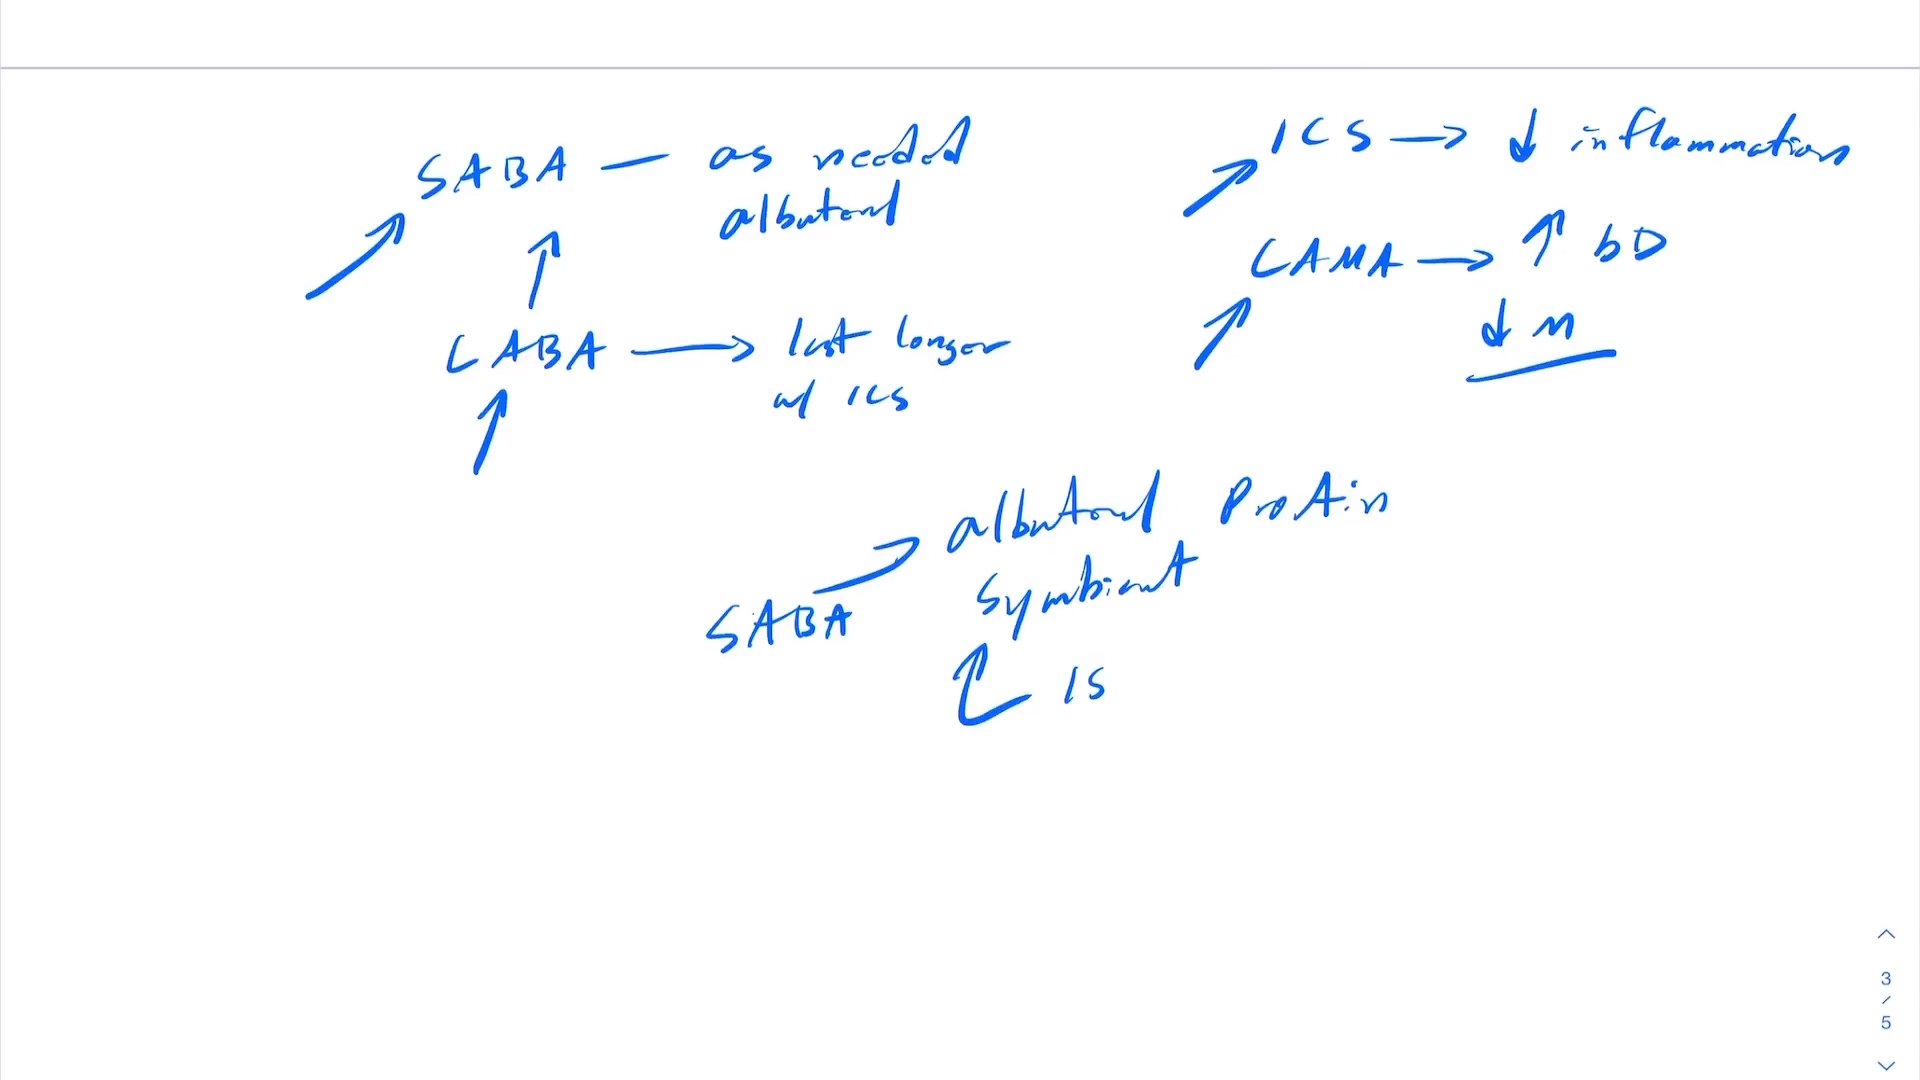 SABA — as needed
albuterol
LABA → last longer
w/ ICS
ICS → ↓ inflammation
LAMA → ↑ bD
↓ M
SABA → albuterol ProAir
Symbicort
IS
3
/
5